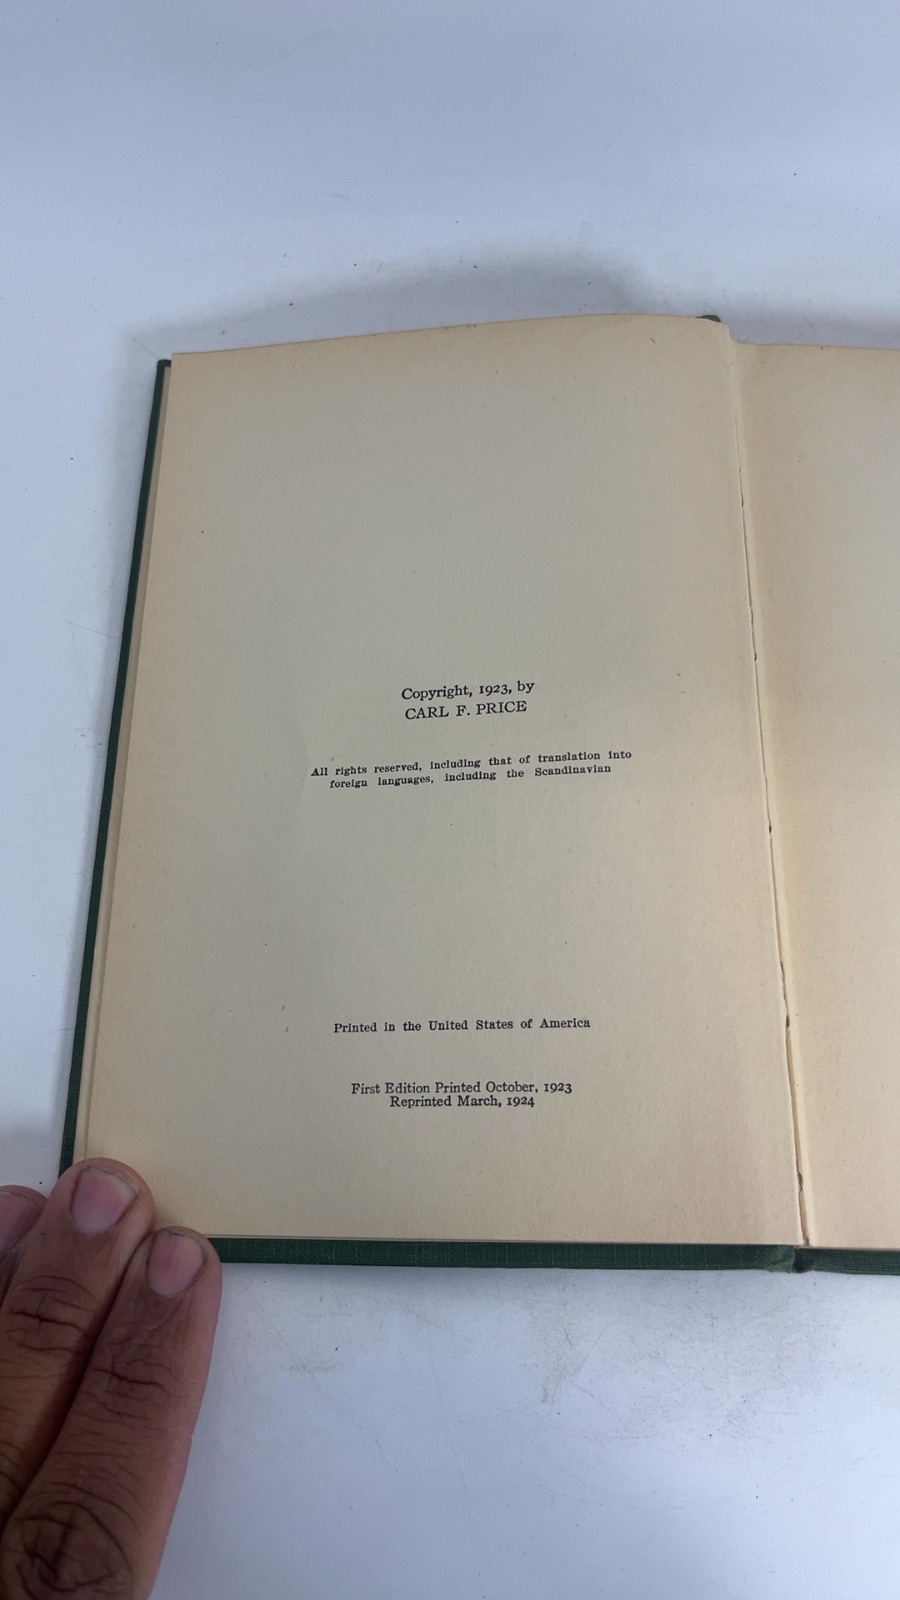 Copyright, 1923, by
CARL F. PRICE
All rights reserved, including that of translation into
foreign languages, including the Scandinavian
Printed in the United States of America
First Edition Printed October, 1923
Reprinted March, 1924